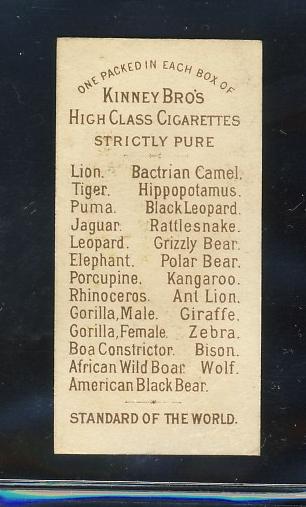 ONE PACKED IN EACH BOX OF
KINNEY BRO'S
HIGH CLASS CIGARETTES
STRICTLY PURE
Lion. Bactrian Camel.
Tiger. Hippopotamus.
Puma. Black Leopard.
Jaguar. Rattlesnake.
Leopard. Grizzly Bear.
Elephant. Polar Bear.
Porcupine. Kangaroo.
Rhinoceros. Ant Lion.
Gorilla, Male. Giraffe.
Gorilla, Female. Zebra.
Boa Constrictor. Bison.
African Wild Boar. Wolf.
American Black Bear.
STANDARD OF THE WORLD.